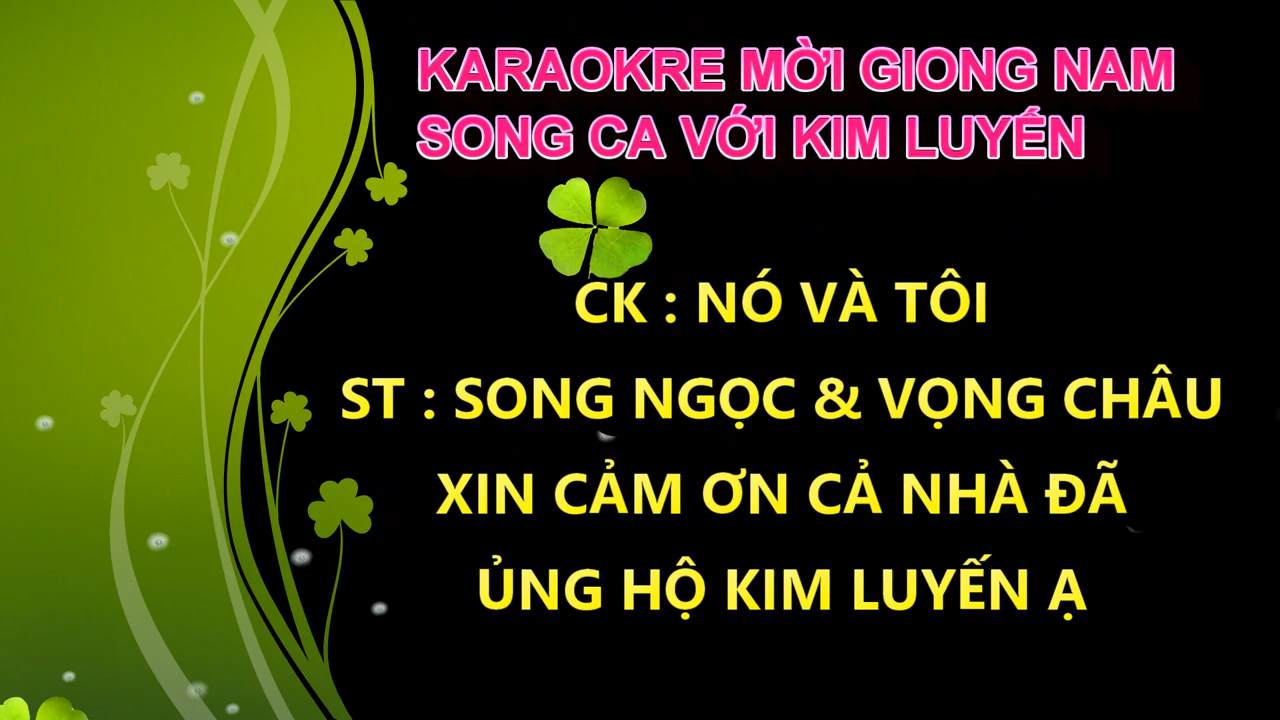 KARAOKRE MỜI GIONG NAM
SONG CA VỚI KIM LUYẾN
CK : NÓ VÀ TÔI
ST : SONG NGỌC & VỌNG CHÂU
XIN CẢM ƠN CẢ NHÀ ĐÃ
ỦNG HỘ KIM LUYẾN Ạ